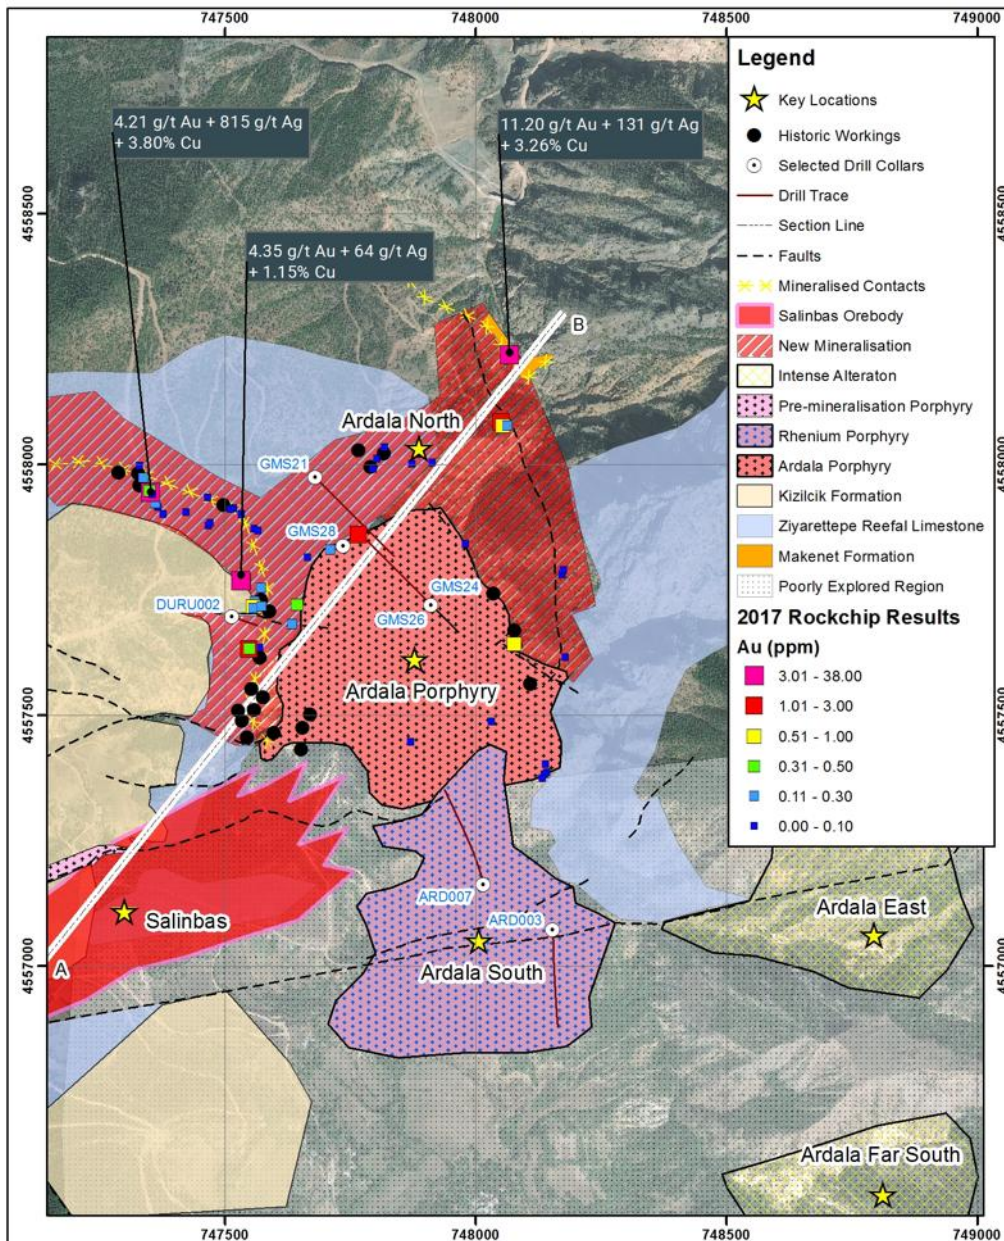 747500
748000
748500
749000
4558500
4558000
4557500
4557000
4.21 g/t Au + 815 g/t Ag
+ 3.80% Cu
11.20 g/t Au + 131 g/t Ag
+ 3.26% Cu
4.35 g/t Au + 64 g/t Ag
+ 1.15% Cu
B
Ardala North
GMS21
GMS28
GMS24
DURU002
GMS26
Ardala Porphyry
ARD007
Salinbas
ARD003
Ardala East
A
Ardala South
Ardala Far South
Legend
Key Locations
Historic Workings
Selected Drill Collars
Drill Trace
Section Line
Faults
Mineralised Contacts
Salinbas Orebody
New Mineralisation
Intense Alteraton
Pre-mineralisation Porphyry
Rhenium Porphyry
Ardala Porphyry
Kizilcik Formation
Ziyarettepe Reefal Limestone
Makenet Formation
Poorly Explored Region
2017 Rockchip Results
Au (ppm)
3.01 - 38.00
1.01 - 3.00
0.51 - 1.00
0.31 - 0.50
0.11 - 0.30
0.00 - 0.10
4558500
4558000
4557500
4557000
747500
748000
748500
749000